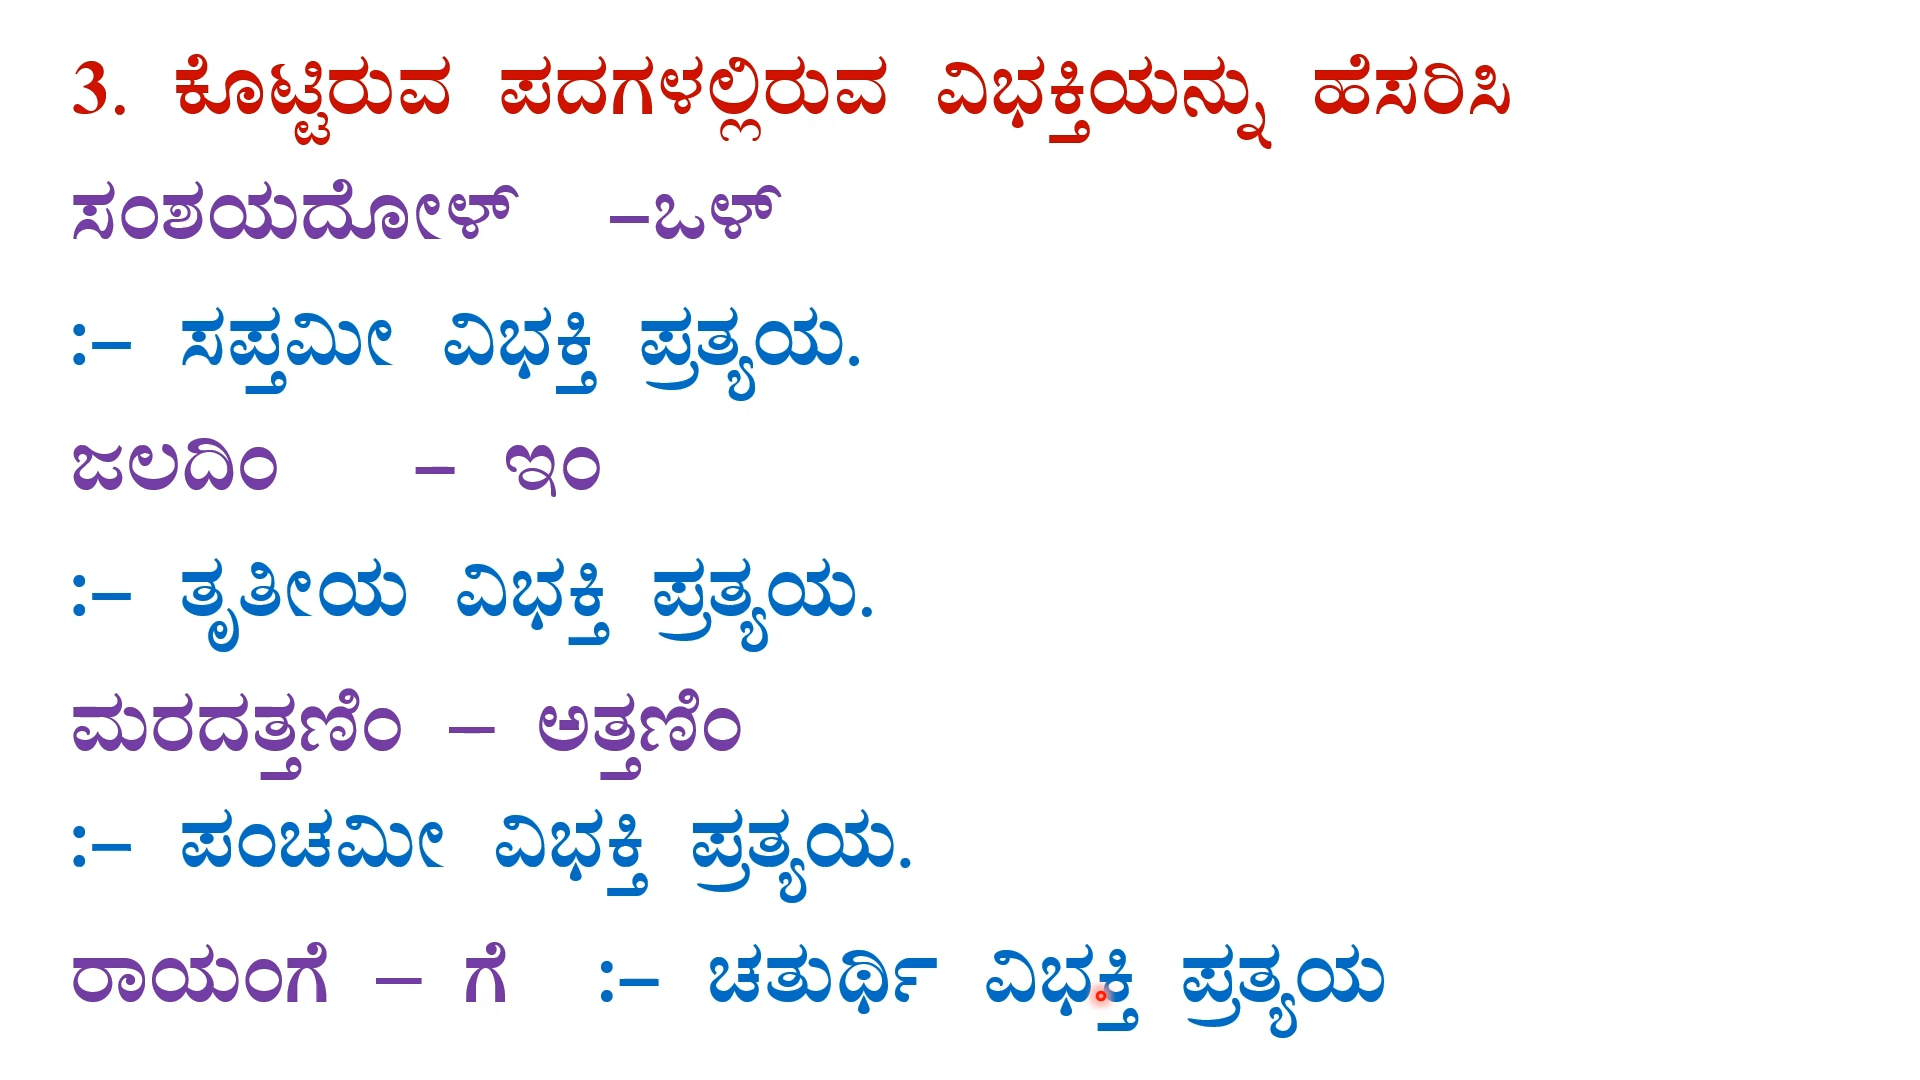 3. ಕೊಟ್ಟಿರುವ ಪದಗಳಲ್ಲಿರುವ ವಿಭಕ್ತಿಯನ್ನು ಹೆಸರಿಸಿ
ಸಂಶಯದೋಳ್ –ಒಳ್
:– ಸಪ್ತಮೀ ವಿಭಕ್ತಿ ಪ್ರತ್ಯಯ.
ಜಲದಿಂ – ಇಂ
:– ತೃತೀಯ ವಿಭಕ್ತಿ ಪ್ರತ್ಯಯ.
ಮರದತ್ತಣಿಂ – ಅತ್ತಣಿಂ
:– ಪಂಚಮೀ ವಿಭಕ್ತಿ ಪ್ರತ್ಯಯ.
ರಾಯಂಗೆ – ಗೆ :– ಚತುರ್ಥಿ ವಿಭಕ್ತಿ ಪ್ರತ್ಯಯ